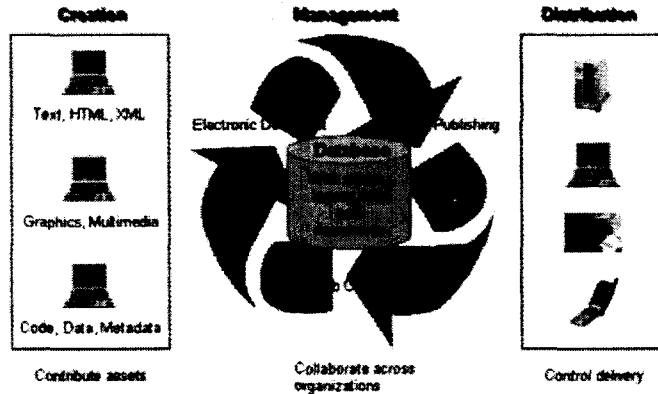 Creation
Text, HTML, XML
Graphics, Multimedia
Code, Data, Metadata
Contribute assets
Management
Electronic
Publishing
Database
Collaborate across
organizations
Distribution
Control delivery